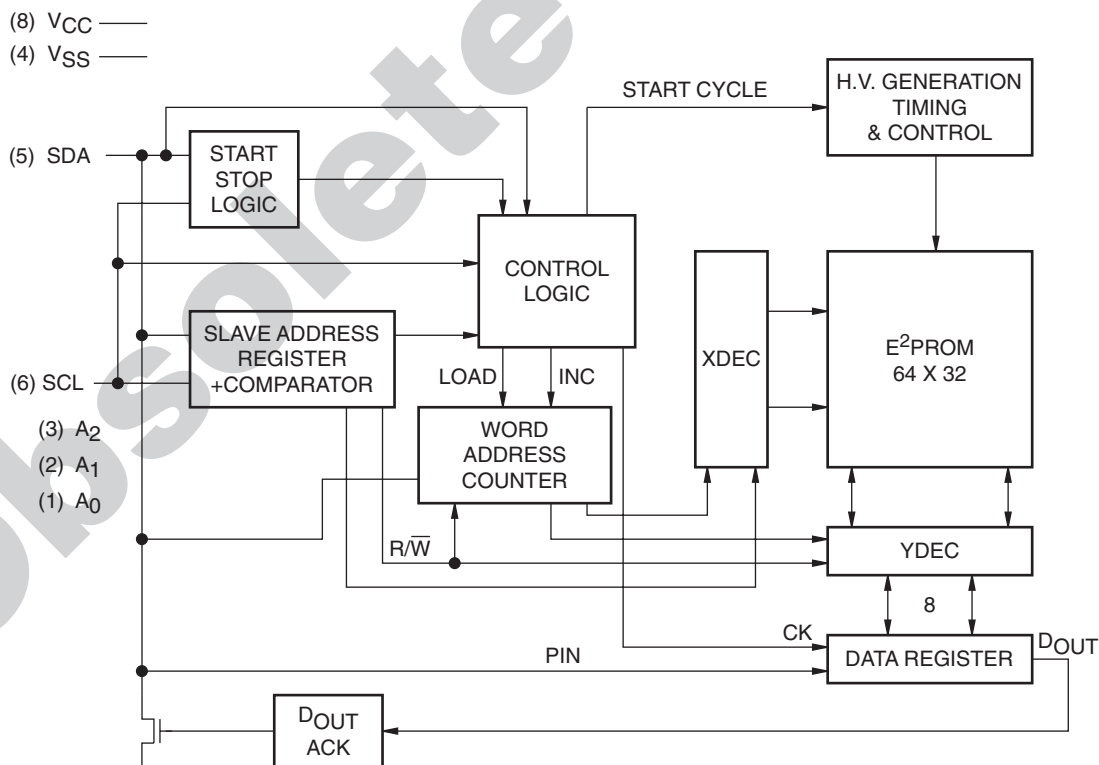 (8) VCC
(4) VSS
(5) SDA
START
STOP
LOGIC
START CYCLE
H.V. GENERATION
TIMING
& CONTROL
CONTROL
LOGIC
SLAVE ADDRESS
REGISTER
+COMPARATOR
(6) SCL
(3) A2
(2) A1
(1) A0
LOAD
INC
WORD
ADDRESS
COUNTER
XDEC
E²PROM
64 X 32
R/W̅
YDEC
8
CK
PIN
DATA REGISTER
DOUT
DOUT
ACK
Obsolete